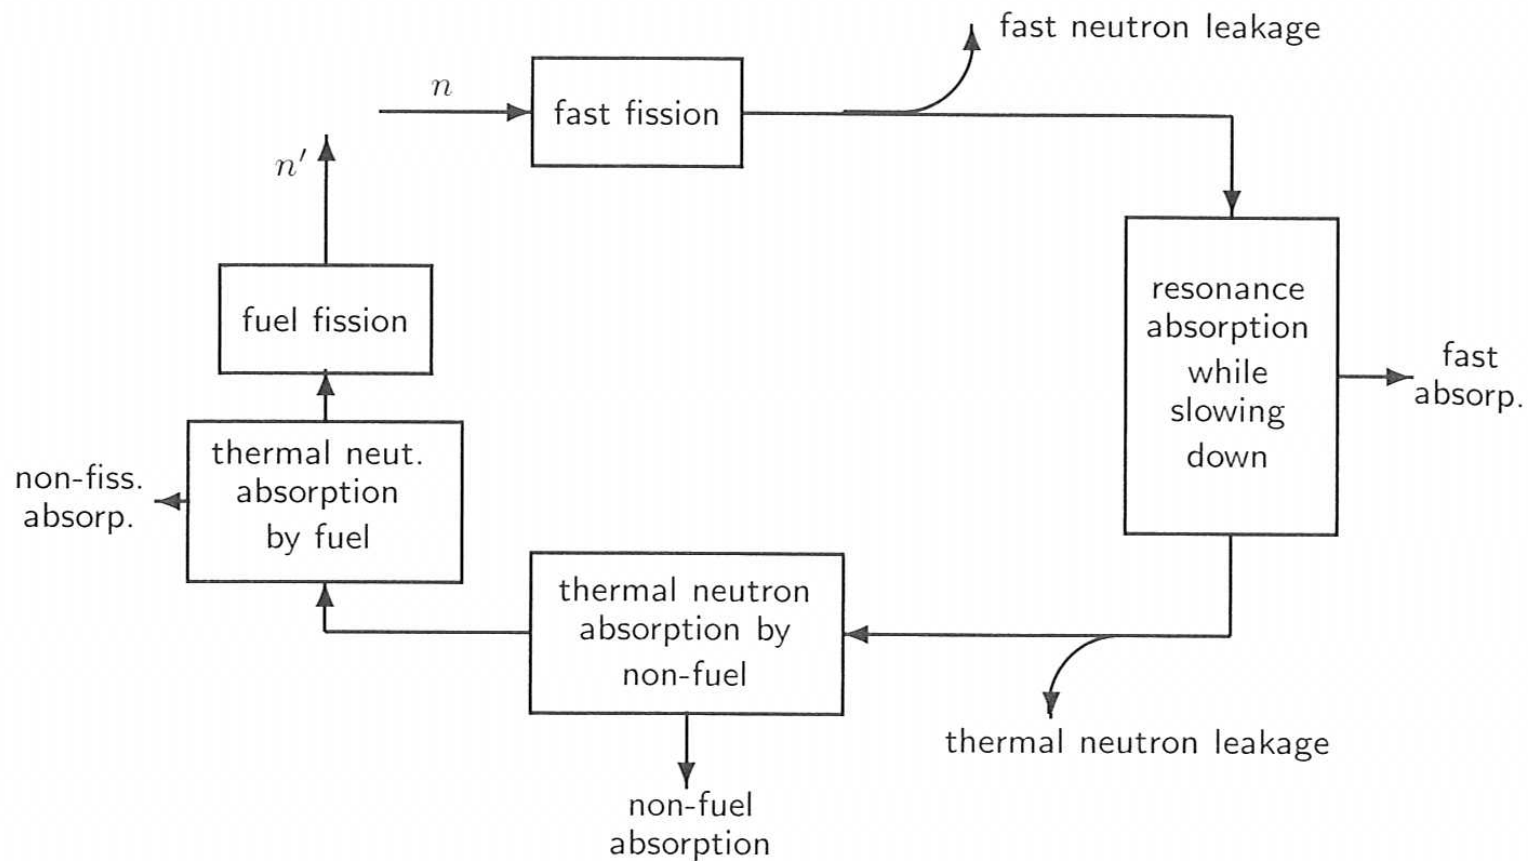 fast neutron leakage
n
fast fission
n′
resonance
absorption
while
slowing
down
fast
absorp.
fuel fission
thermal neut.
absorption
by fuel
non-fiss.
absorp.
thermal neutron
absorption by
non-fuel
thermal neutron leakage
non-fuel
absorption